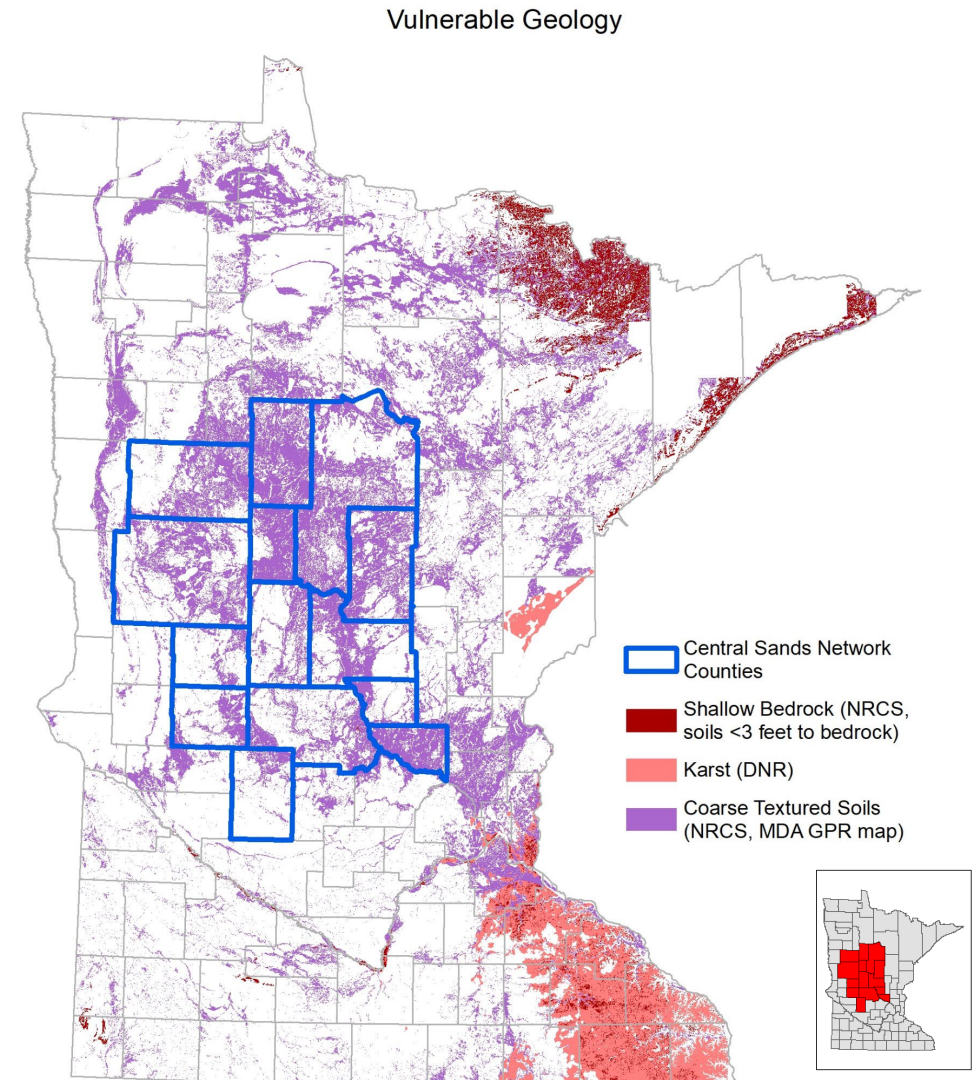 Vulnerable Geology
Central Sands Network
Counties
Shallow Bedrock (NRCS,
soils <3 feet to bedrock)
Karst (DNR)
Coarse Textured Soils
(NRCS, MDA GPR map)